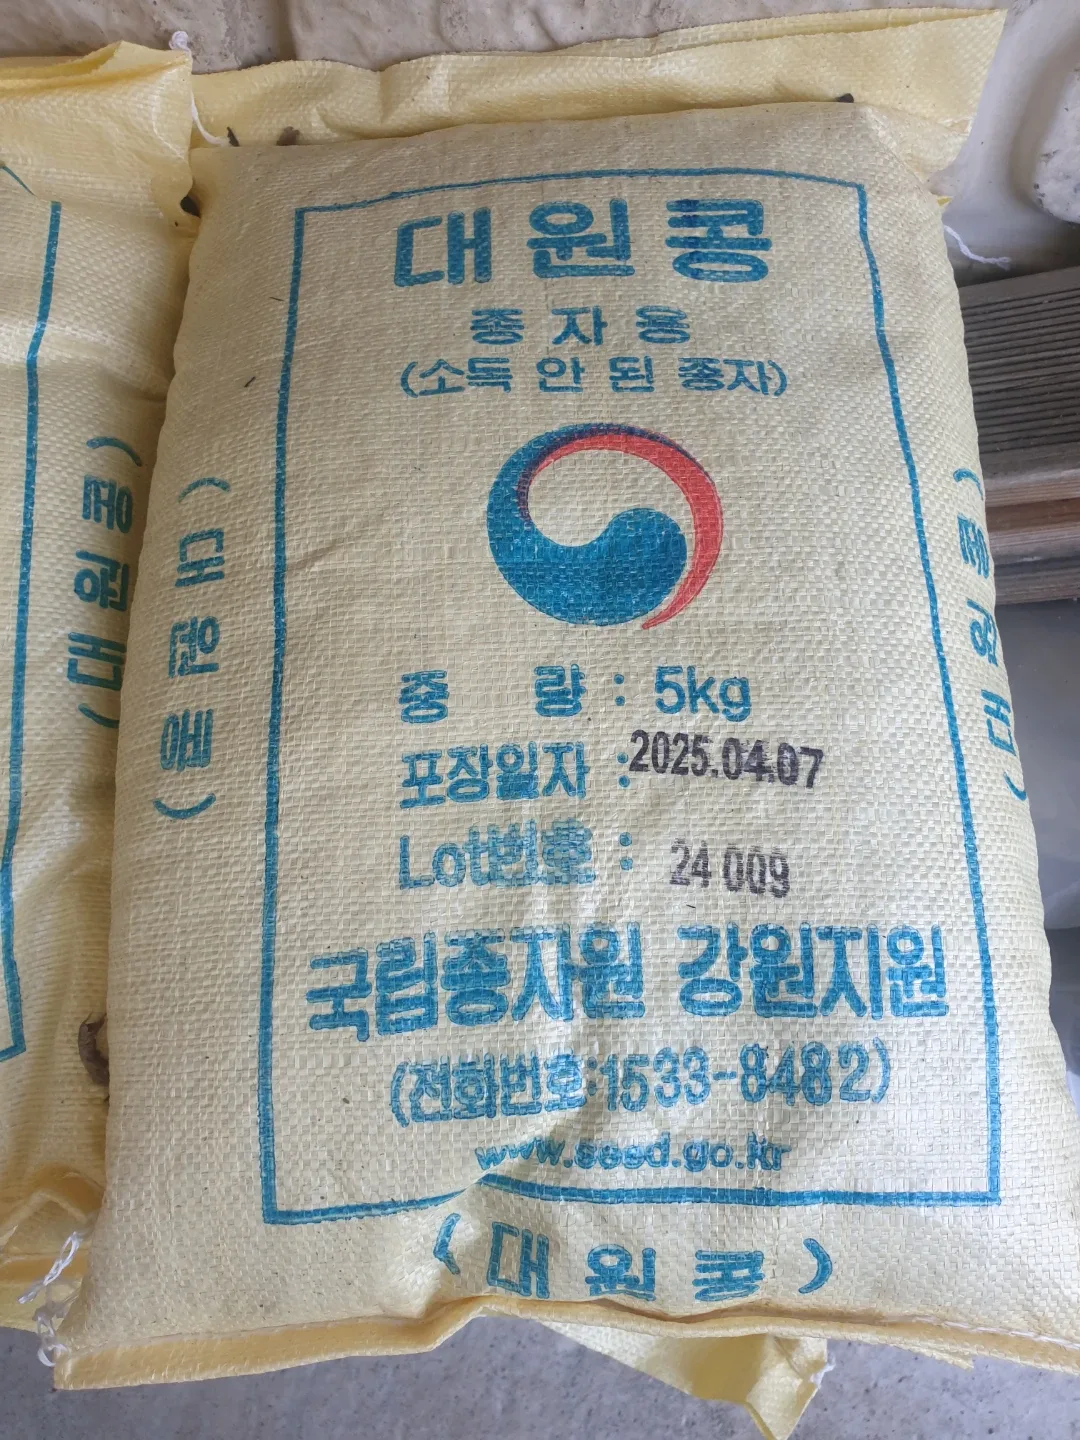 대원콩
종자용
(소독 안 된 종자)
중 량 : 5kg
포장일자 : 2025.04.07
Lot번호 : 24 009
국립종자원 강원지원
(전화번호:1533-8482)
www.seed.go.kr
(대원콩)
(대원콩)
(대원콩)
(대원콩)